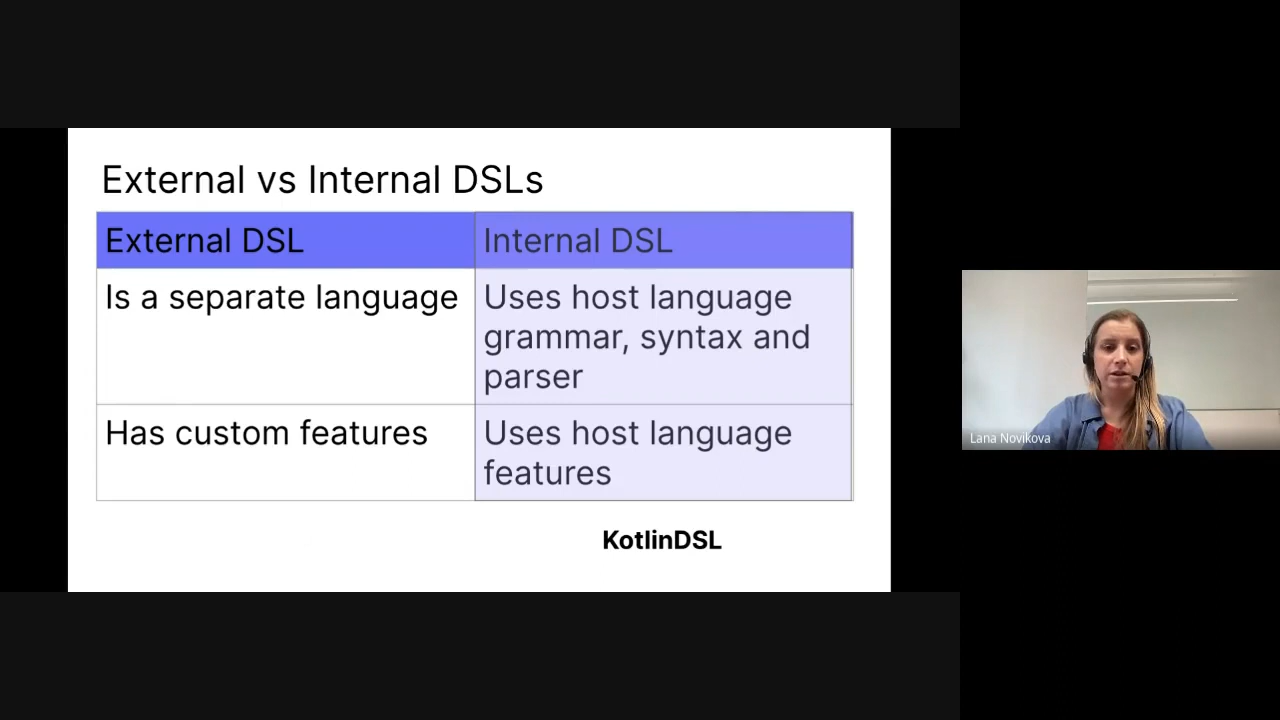 External vs Internal DSLs
External DSL
Internal DSL
Is a separate language
Uses host language
grammar, syntax and
parser
Has custom features
Uses host language
features
KotlinDSL
Lana Novikova